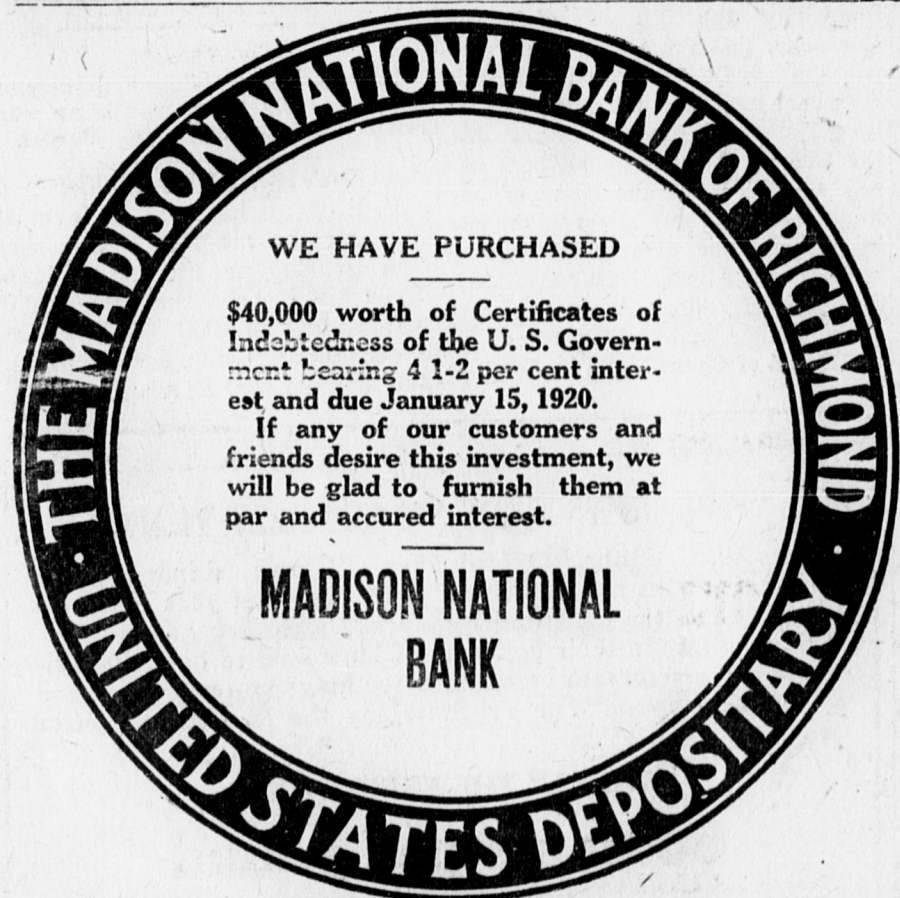 THE MADISON NATIONAL BANK OF RICHMOND
WE HAVE PURCHASED
$40,000 worth of Certificates of
Indebtedness of the U. S. Govern-
ment bearing 4 1-2 per cent inter-
est and due January 15, 1920.
If any of our customers and
friends desire this investment, we
will be glad to furnish them at
par and accured interest.
MADISON NATIONAL
BANK
· UNITED STATES DEPOSITARY ·